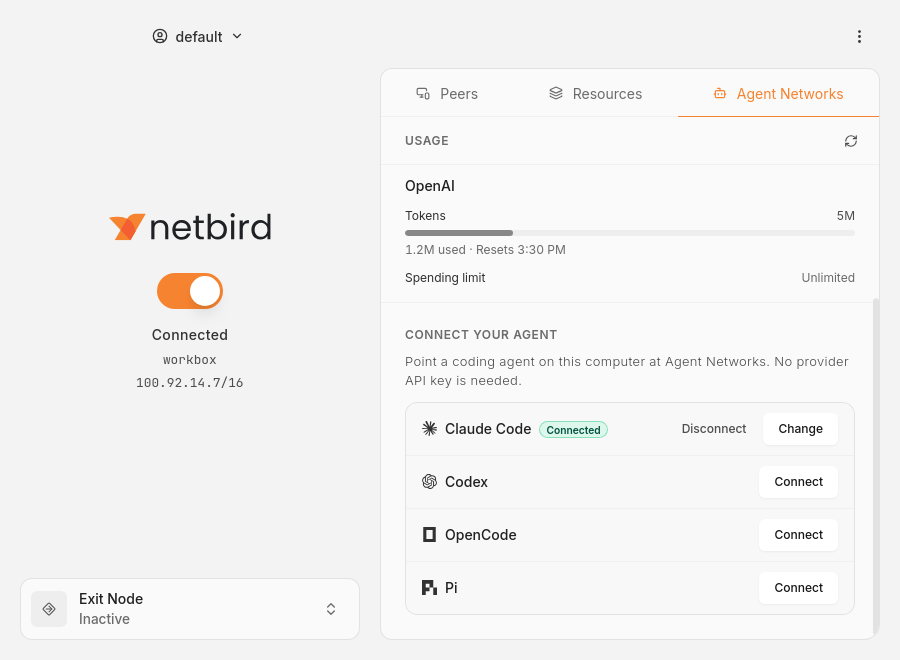 default
netbird
Connected
workbox
100.92.14.7/16
Exit Node
Inactive
Peers
Resources
Agent Networks
USAGE
OpenAI
Tokens 5M
1.2M used · Resets 3:30 PM
Spending limit Unlimited
CONNECT YOUR AGENT
Point a coding agent on this computer at Agent Networks. No provider
API key is needed.
Claude Code Connected Disconnect Change
Codex Connect
OpenCode Connect
Pi Connect